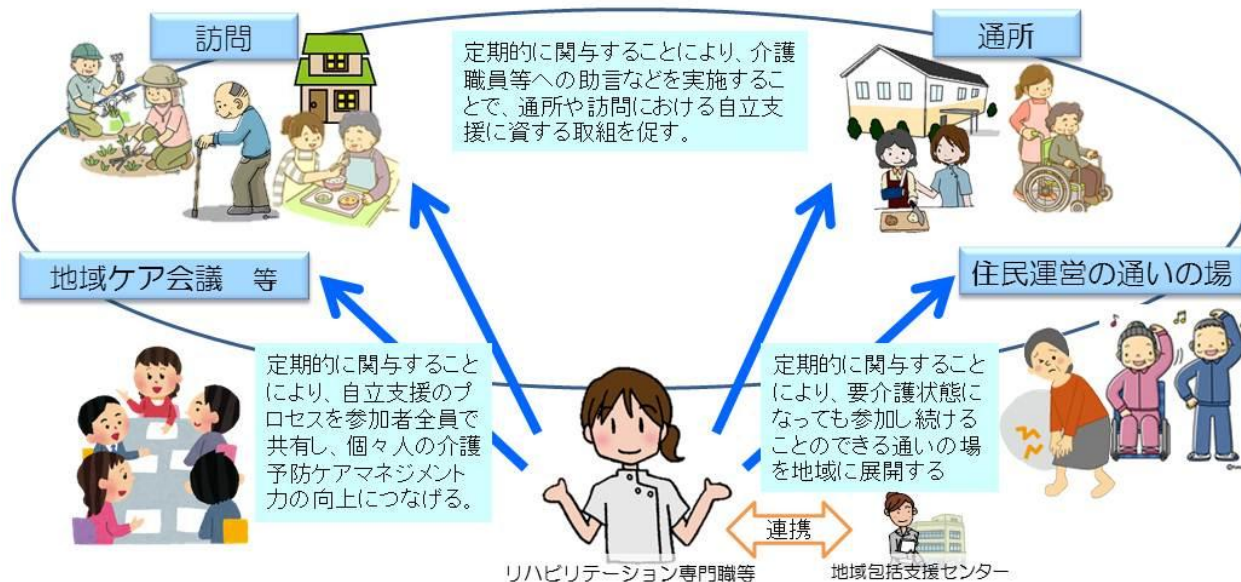 訪問
通所
定期的に関与することにより、介護
職員等への助言などを実施するこ
とで、通所や訪問における自立支
援に資する取組を促す。
地域ケア会議　等
住民運営の通いの場
定期的に関与すること
により、自立支援のプ
ロセスを参加者全員で
共有し、個々人の介護
予防ケアマネジメント
力の向上につなげる。
定期的に関与すること
により、要介護状態に
なっても参加し続ける
ことのできる通いの場
を地域に展開する
連携
リハビリテーション専門職等
地域包括支援センター